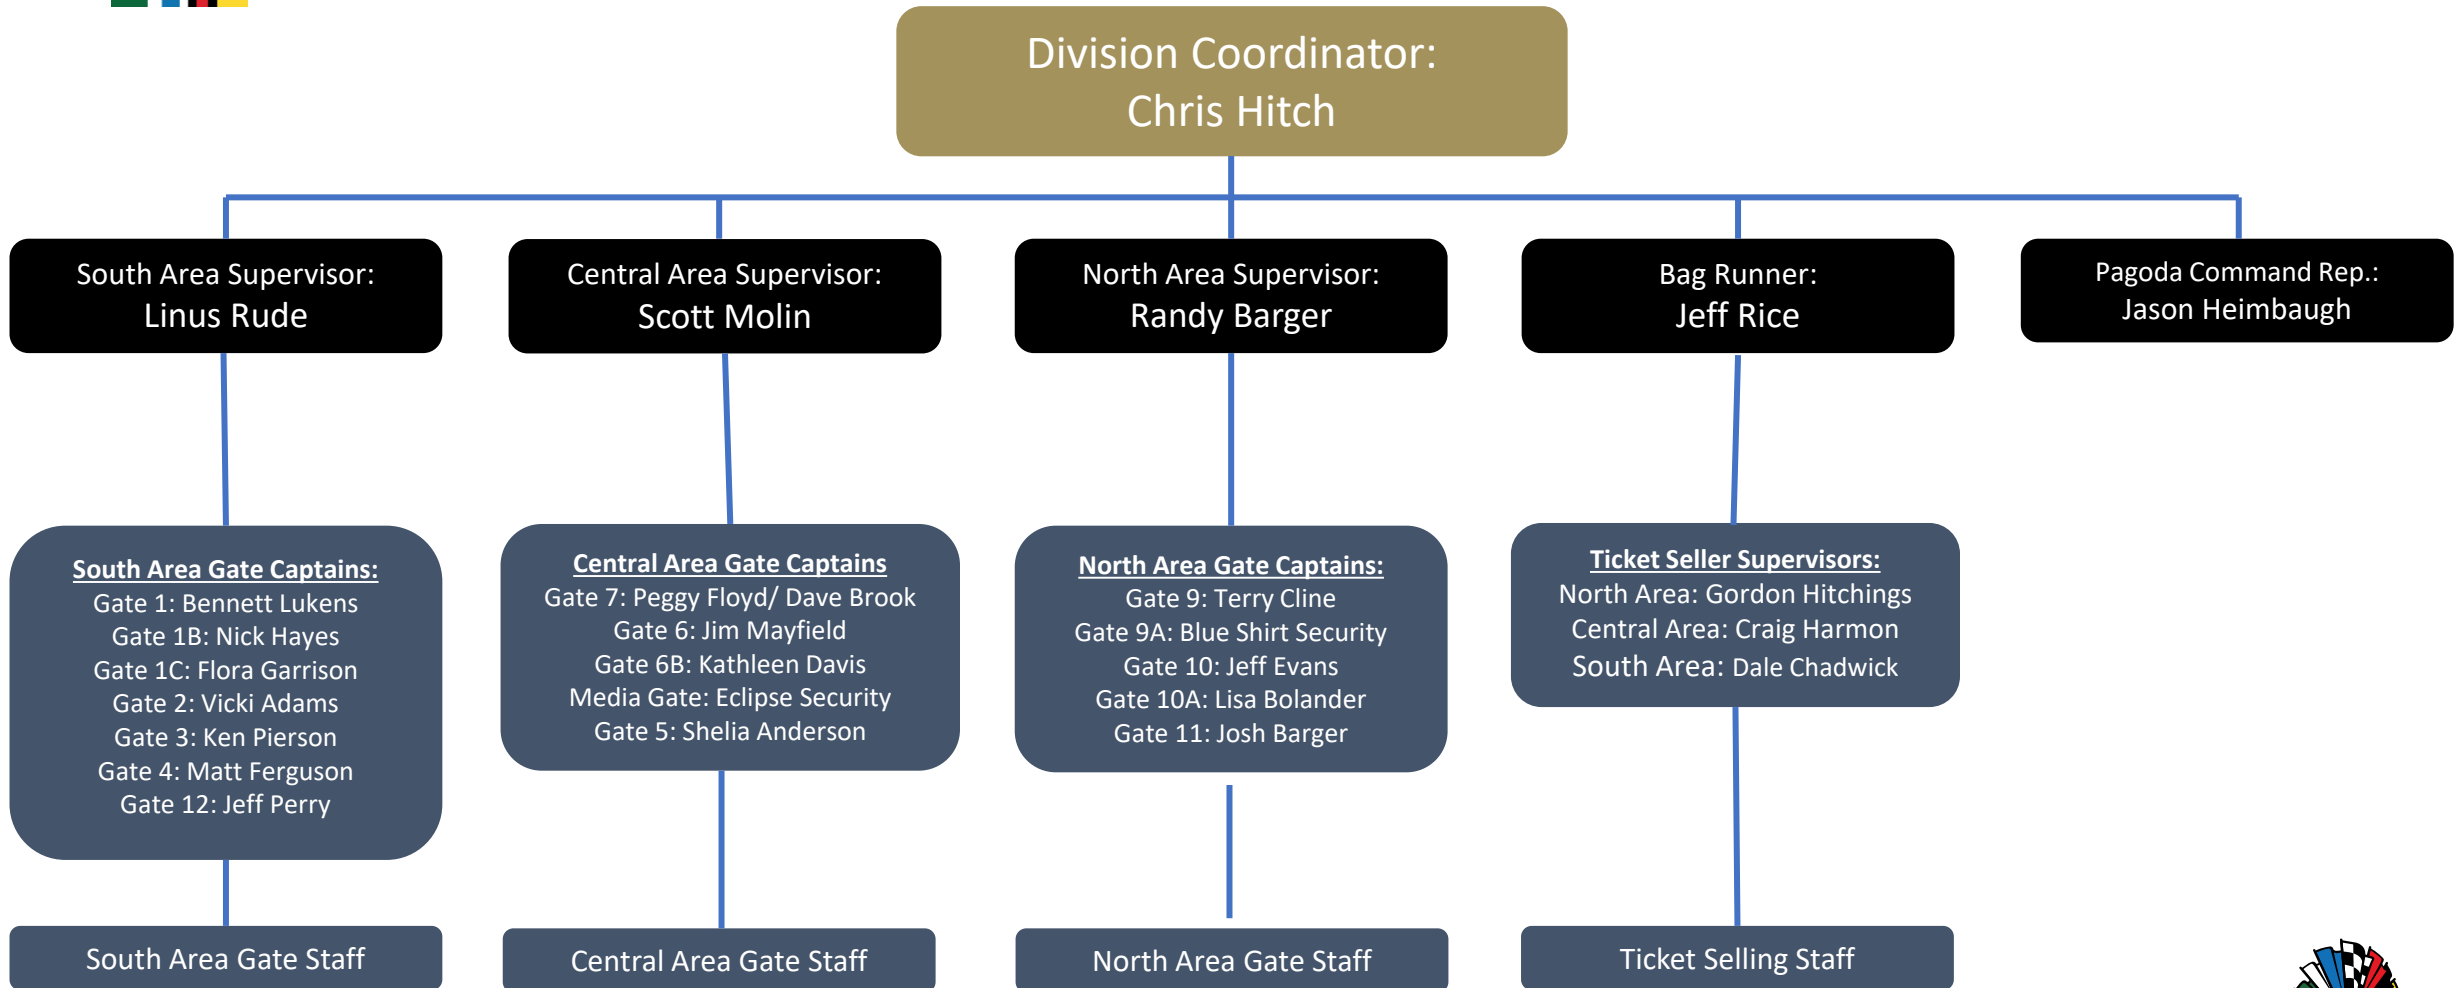 Division Coordinator:
Chris Hitch
South Area Supervisor:
Linus Rude
Central Area Supervisor:
Scott Molin
North Area Supervisor:
Randy Barger
Bag Runner:
Jeff Rice
Pagoda Command Rep.:
Jason Heimbaugh
South Area Gate Captains:
Gate 1: Bennett Lukens
Gate 1B: Nick Hayes
Gate 1C: Flora Garrison
Gate 2: Vicki Adams
Gate 3: Ken Pierson
Gate 4: Matt Ferguson
Gate 12: Jeff Perry
Central Area Gate Captains
Gate 7: Peggy Floyd/ Dave Brook
Gate 6: Jim Mayfield
Gate 6B: Kathleen Davis
Media Gate: Eclipse Security
Gate 5: Shelia Anderson
North Area Gate Captains:
Gate 9: Terry Cline
Gate 9A: Blue Shirt Security
Gate 10: Jeff Evans
Gate 10A: Lisa Bolander
Gate 11: Josh Barger
Ticket Seller Supervisors:
North Area: Gordon Hitchings
Central Area: Craig Harmon
South Area: Dale Chadwick
South Area Gate Staff
Central Area Gate Staff
North Area Gate Staff
Ticket Selling Staff